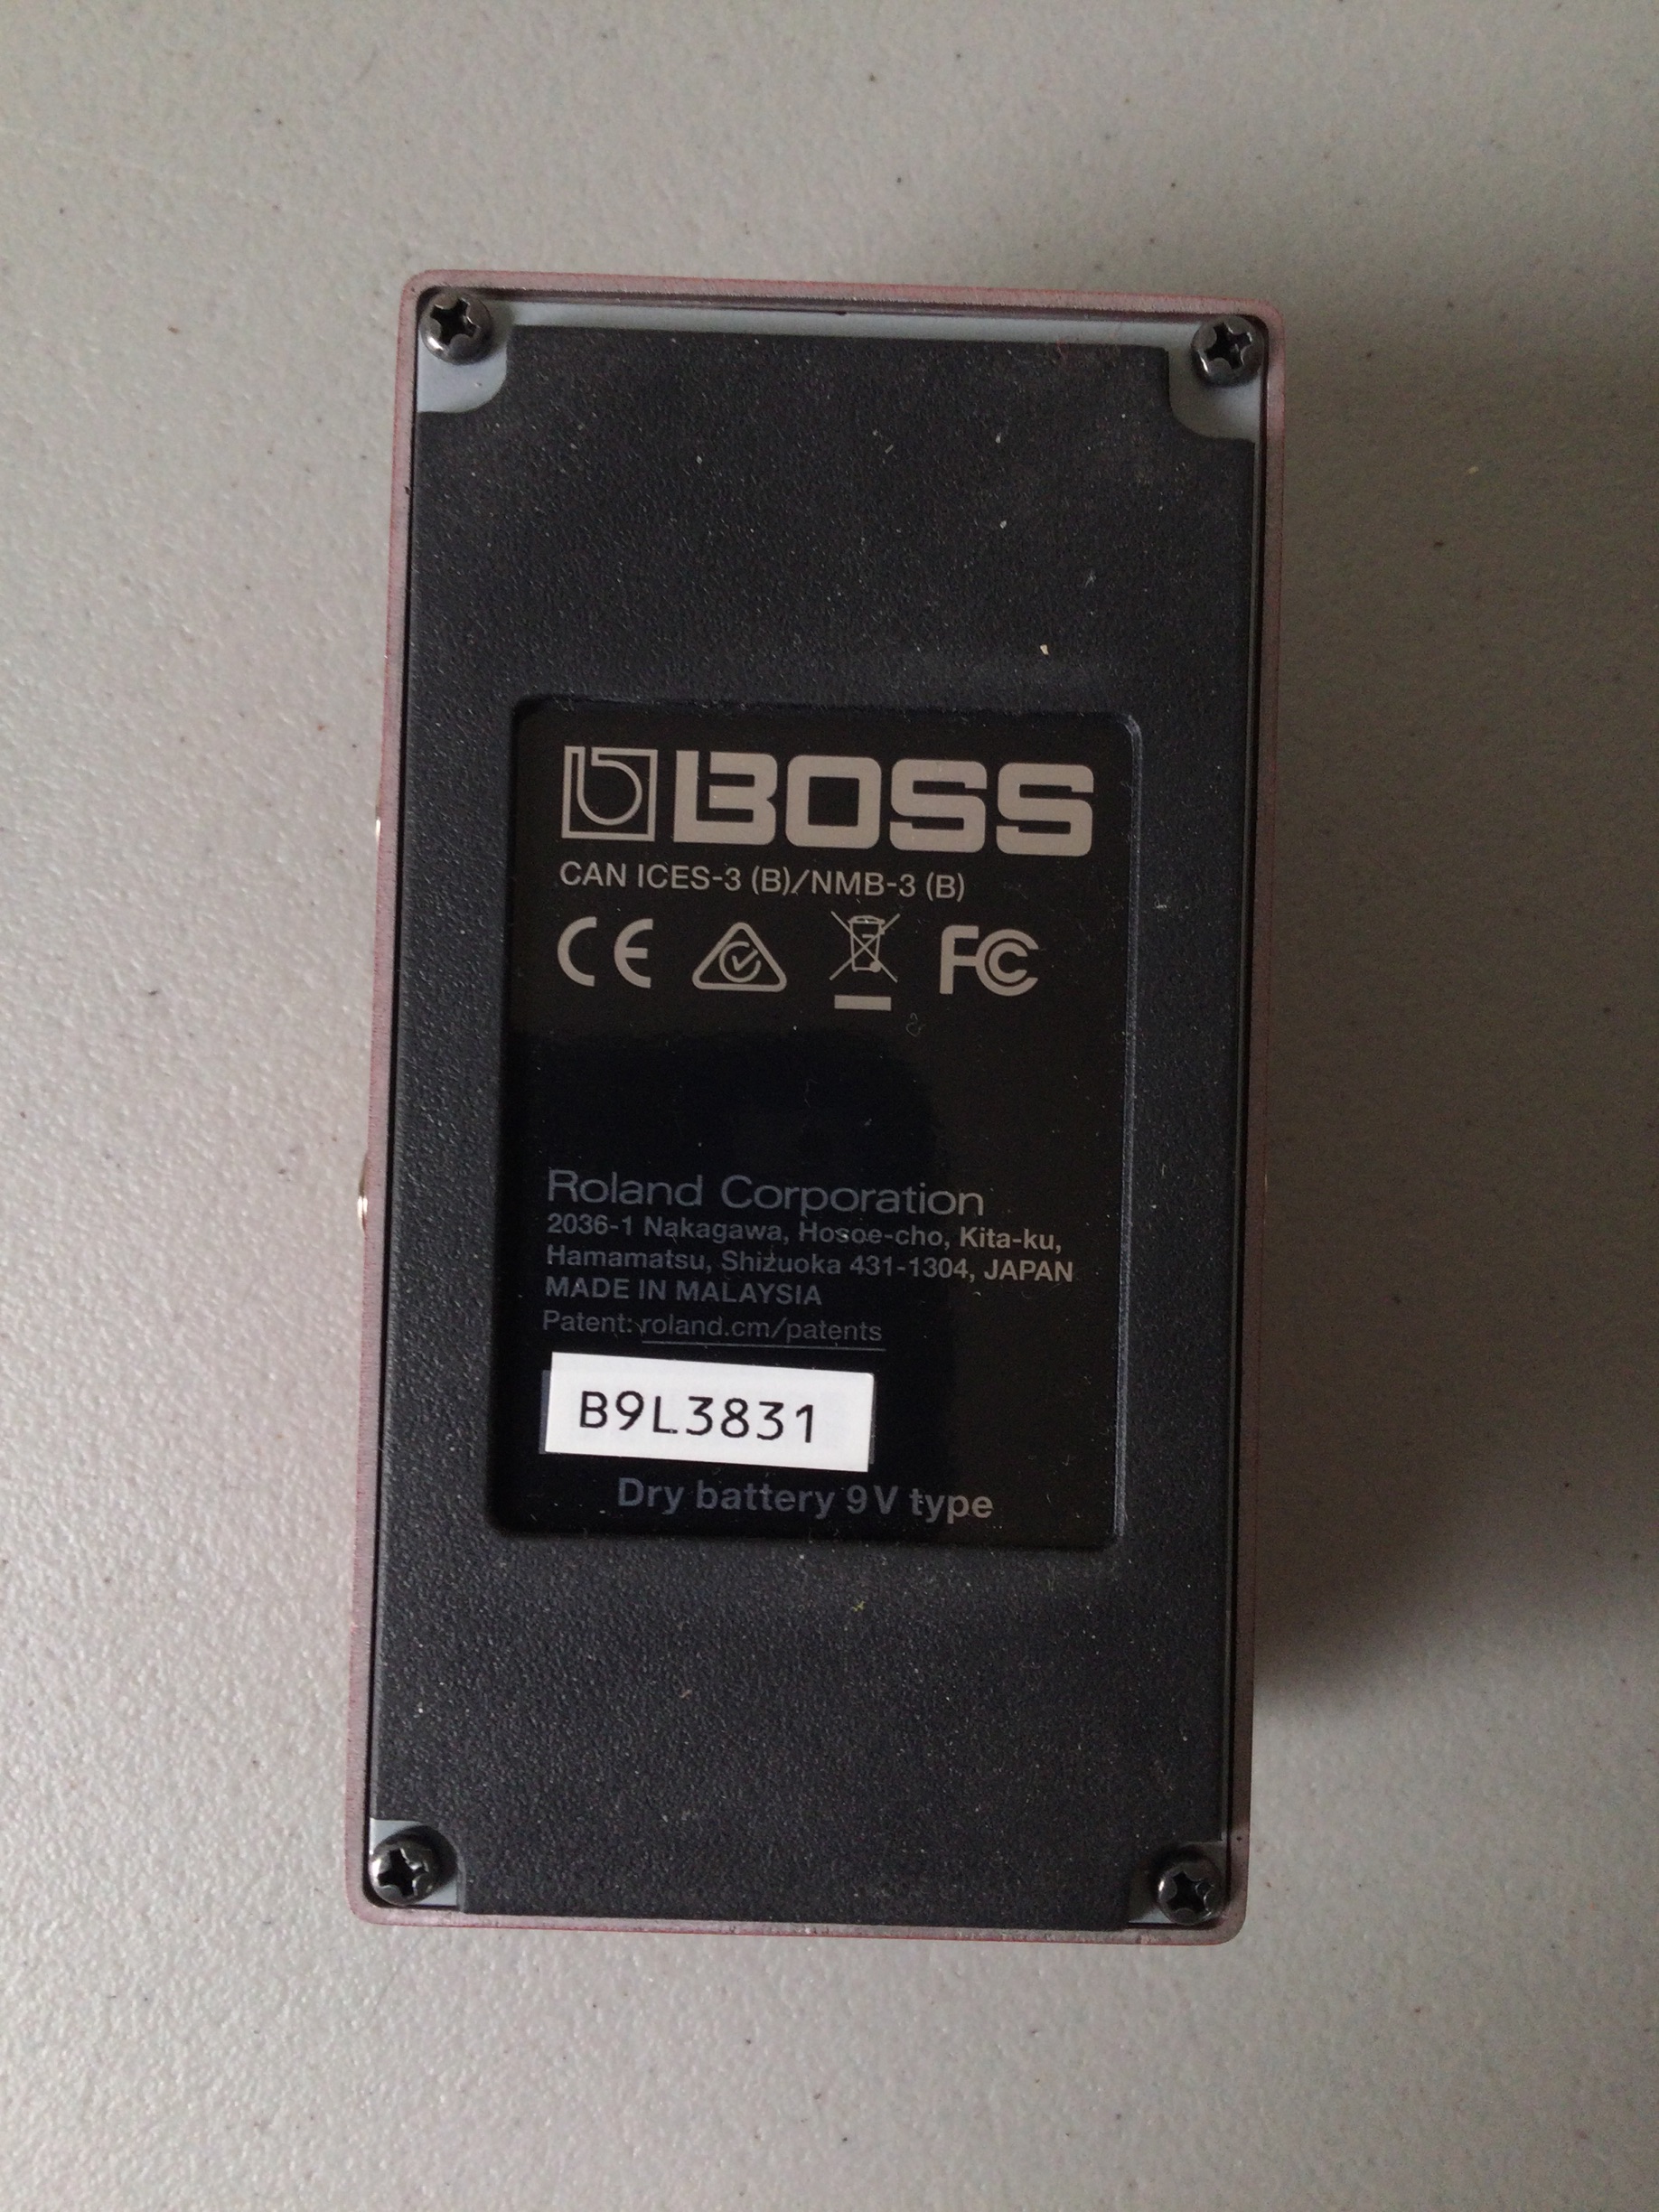 BOSS
CAN ICES-3 (B)/NMB-3 (B)
CE FC
Roland Corporation
2036-1 Nakagawa, Hosoe-cho, Kita-ku,
Hamamatsu, Shizuoka 431-1304, JAPAN
MADE IN MALAYSIA
Patent: roland.cm/patents
B9L3831
Dry battery 9V type